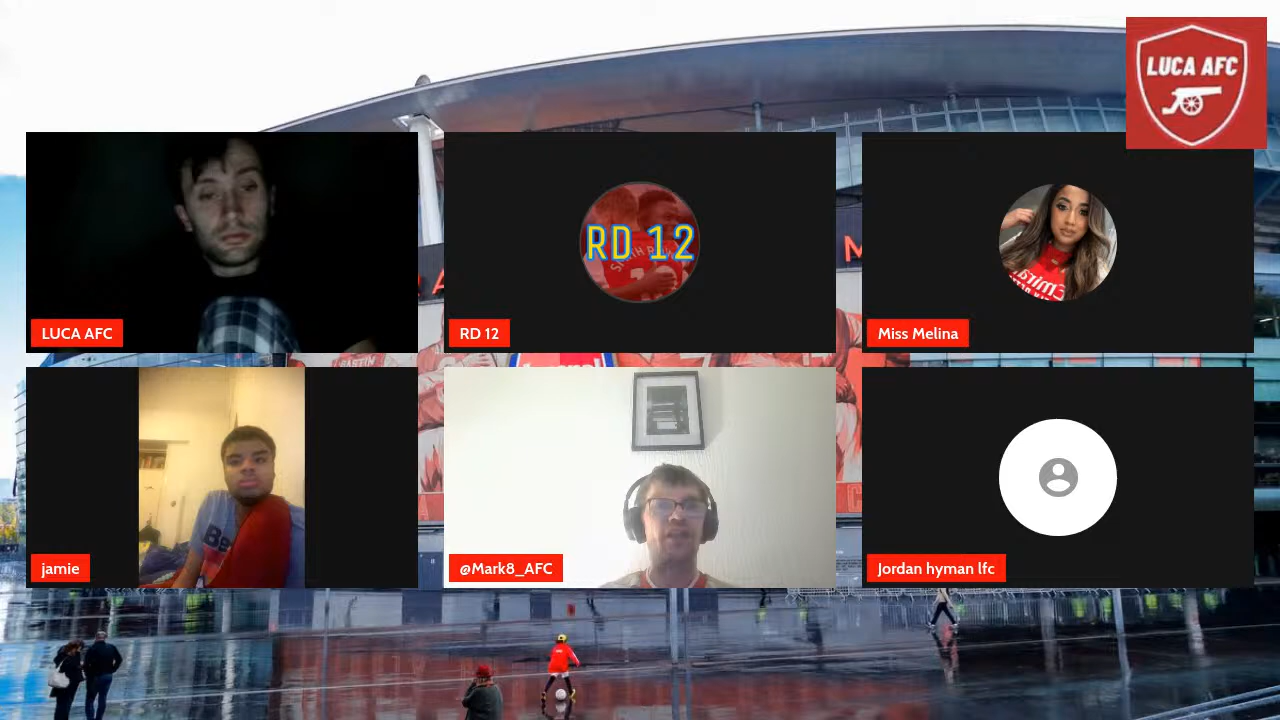 LUCA AFC
LUCA AFC
RD 12
RD 12
Miss Melina
jamie
@Mark8_AFC
Jordan hyman lfc